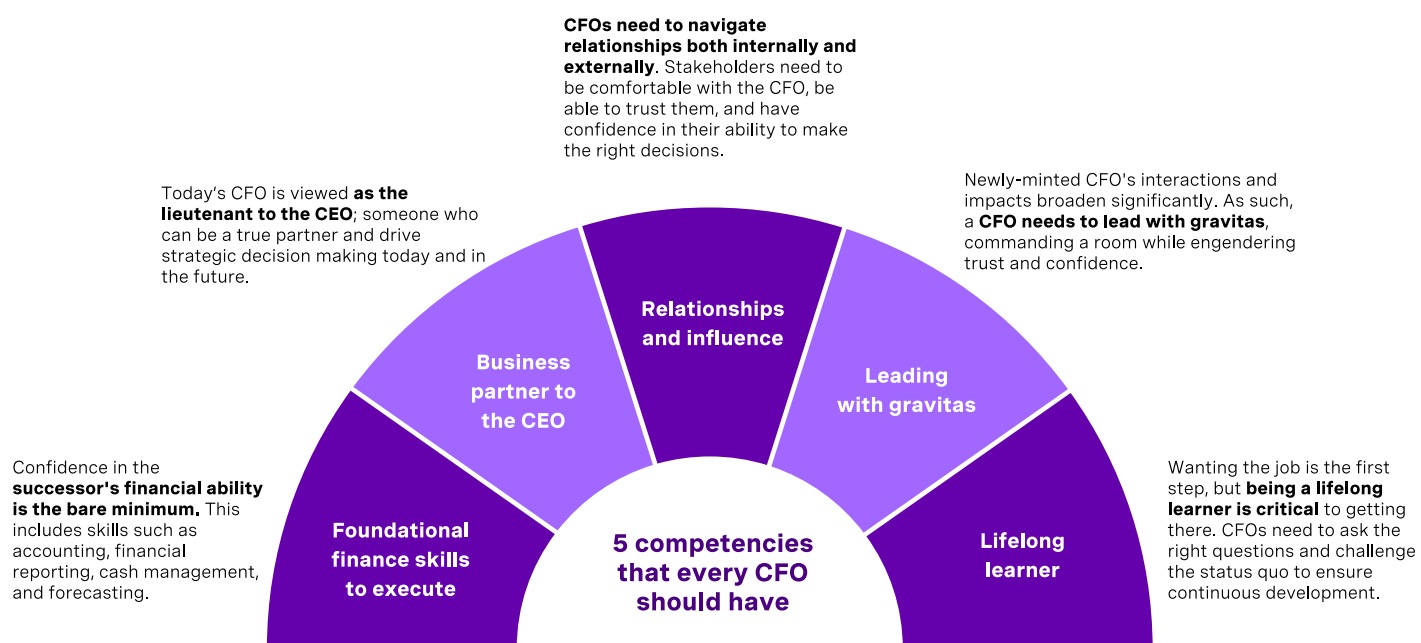 CFOs need to navigate
relationships both internally and
externally. Stakeholders need to
be comfortable with the CFO, be
able to trust them, and have
confidence in their ability to make
the right decisions.
Today's CFO is viewed as the
lieutenant to the CEO; someone who
can be a true partner and drive
strategic decision making today and in
the future.
Newly-minted CFO's interactions and
impacts broaden significantly. As such,
a CFO needs to lead with gravitas,
commanding a room while engendering
trust and confidence.
Relationships
and influence
Business
partner to
the CEO
Leading
with gravitas
Confidence in the
successor's financial ability
is the bare minimum. This
includes skills such as
accounting, financial
reporting, cash management,
and forecasting.
Foundational
finance skills
to execute
5 competencies
that every CFO
should have
Lifelong
learner
Wanting the job is the first
step, but being a lifelong
learner is critical to getting
there. CFOs need to ask the
right questions and challenge
the status quo to ensure
continuous development.